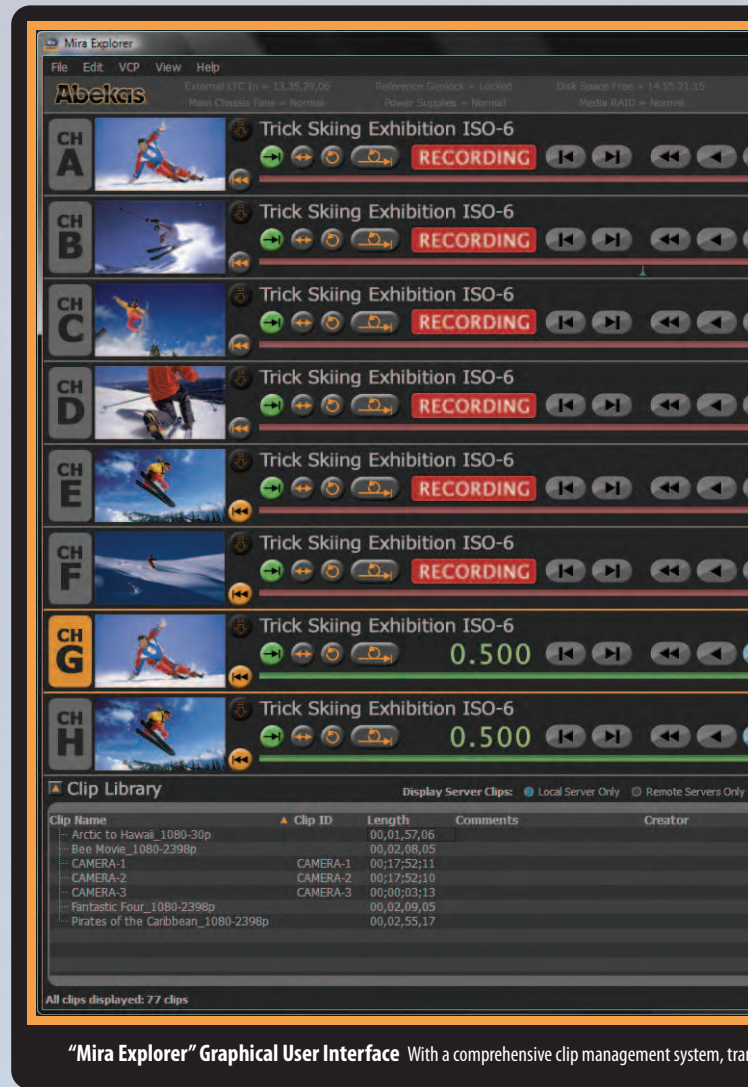 Mira Explorer
File Edit VCP View Help
Abekas
External LTC In = 13,35,29,06 Reference Genlock = Locked Disk Space Free = 14,55,21,15
Main Chassis Fans = Normal Power Supplies = Normal Media RAID = Normal
CH A
Trick Skiing Exhibition ISO-6
RECORDING
CH B
Trick Skiing Exhibition ISO-6
RECORDING
CH C
Trick Skiing Exhibition ISO-6
RECORDING
CH D
Trick Skiing Exhibition ISO-6
RECORDING
CH E
Trick Skiing Exhibition ISO-6
RECORDING
CH F
Trick Skiing Exhibition ISO-6
RECORDING
CH G
Trick Skiing Exhibition ISO-6
0.500
CH H
Trick Skiing Exhibition ISO-6
0.500
Clip Library Display Server Clips: Local Server Only Remote Servers Only
Clip Name Clip ID Length Comments Creator
Arctic to Hawaii_1080-30p 00,01,57,06
Bee Movie_1080-2398p 00,02,08,05
CAMERA-1 CAMERA-1 00;17;52;11
CAMERA-2 CAMERA-2 00;17;52;10
CAMERA-3 CAMERA-3 00;00;03;13
Fantastic Four_1080-2398p 00,02,09,05
Pirates of the Caribbean_1080-2398p 00,02,55,17
All clips displayed: 77 clips
"Mira Explorer" Graphical User Interface With a comprehensive clip management system, tran